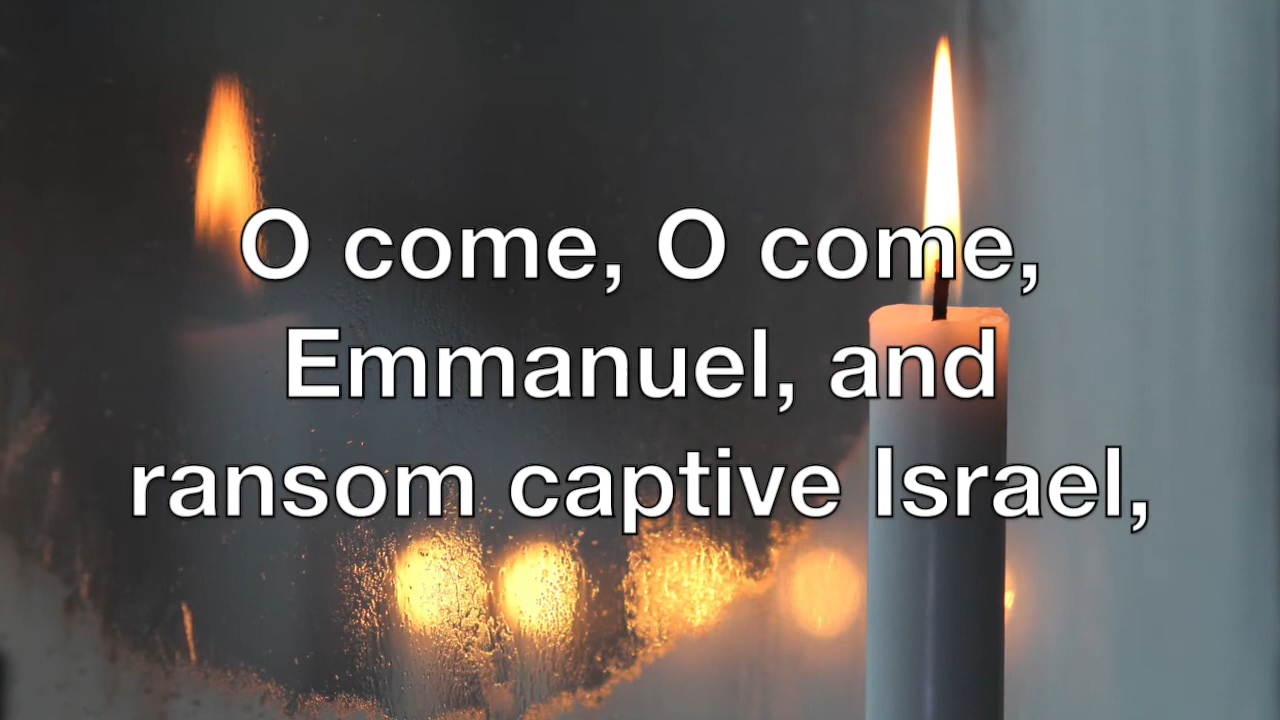 O come, O come,
Emmanuel, and
ransom captive Israel,